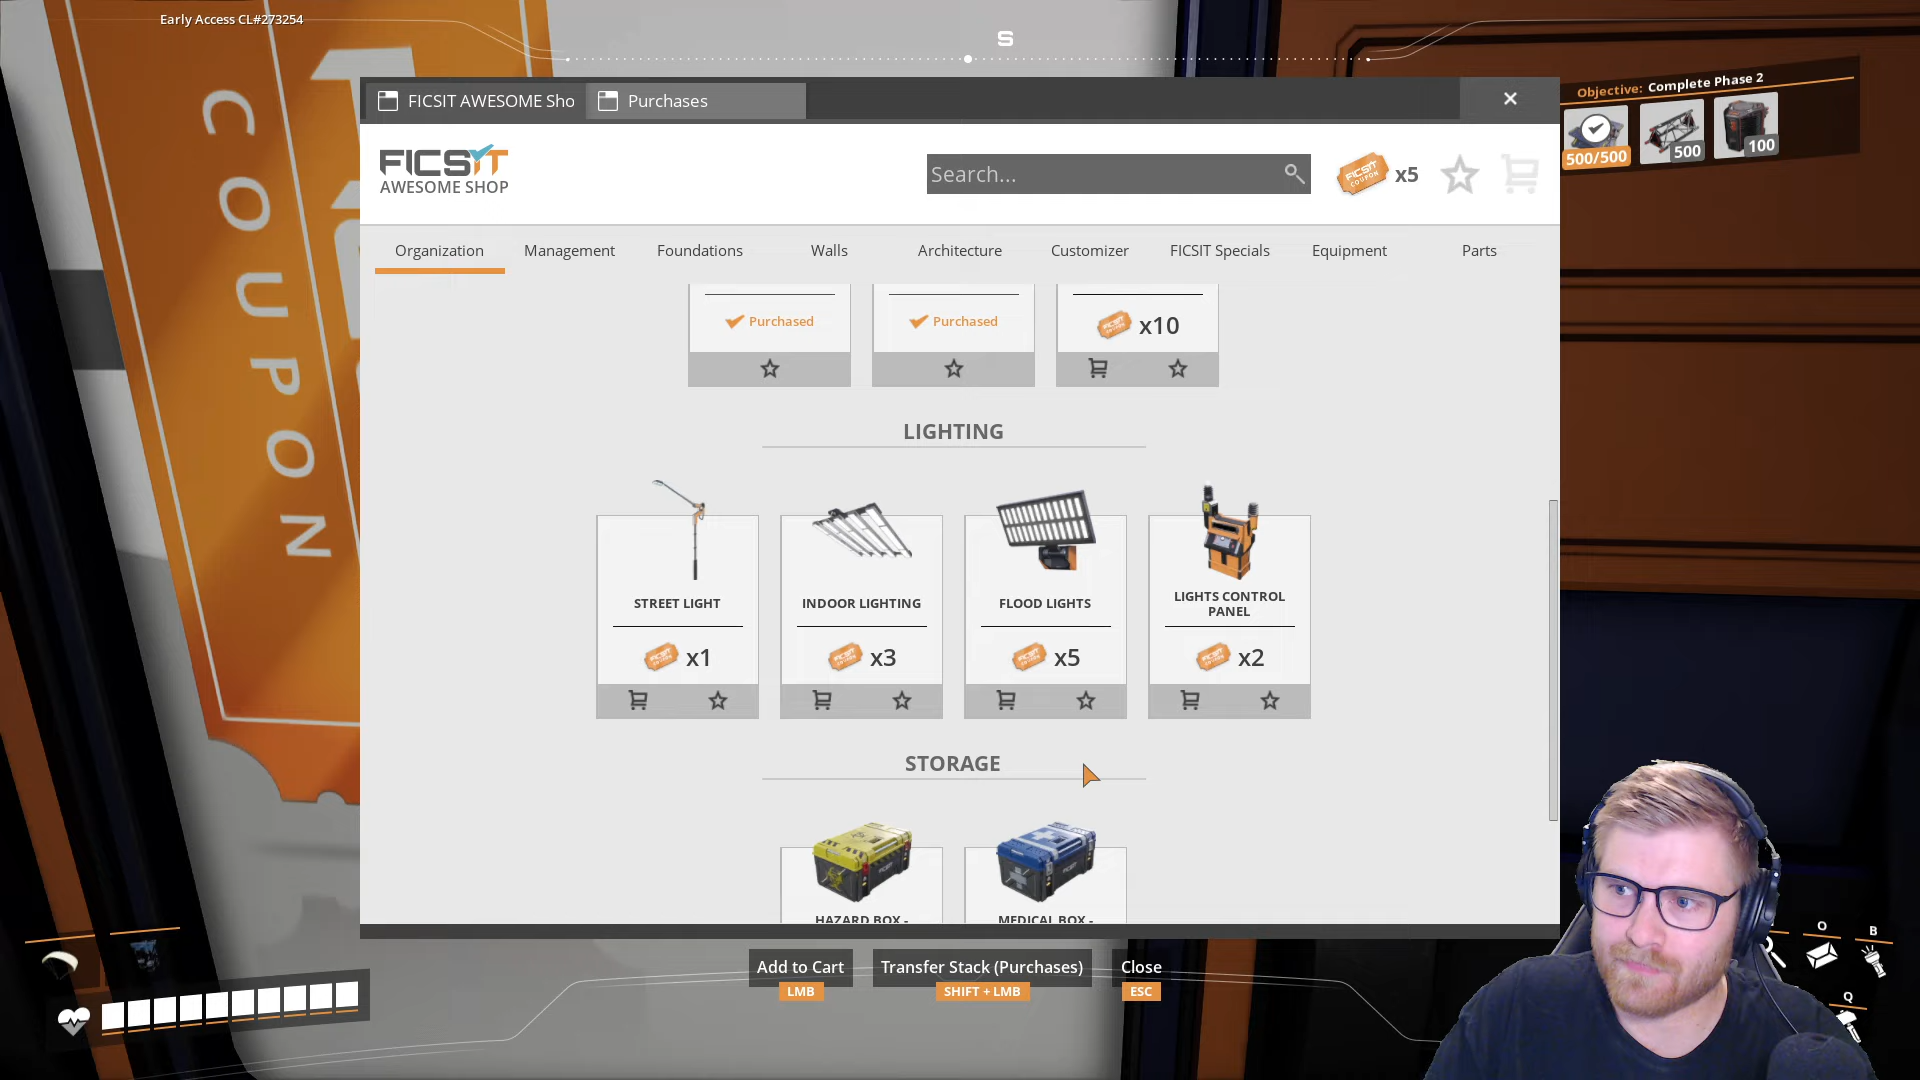 Early Access CL#273254
S
COUPON
FICSIT AWESOME Sho
Purchases
Objective: Complete Phase 2
500/500
500
100
FICSIT
AWESOME SHOP
Search...
FICSIT COUPON
x5
Organization
Management
Foundations
Walls
Architecture
Customizer
FICSIT Specials
Equipment
Parts
Purchased
Purchased
x10
LIGHTING
STREET LIGHT
INDOOR LIGHTING
FLOOD LIGHTS
LIGHTS CONTROL
PANEL
x1
x3
x5
x2
STORAGE
HAZARD BOX -
MEDICAL BOX -
Add to Cart
LMB
Transfer Stack (Purchases)
SHIFT + LMB
Close
ESC
O
B
Q